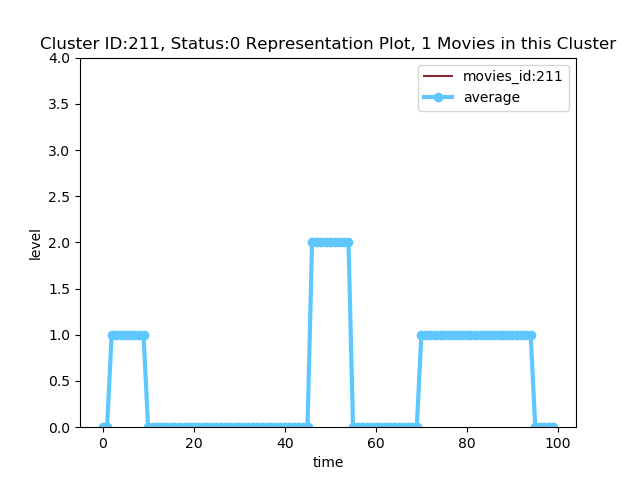 Cluster ID:211, Status:0 Representation Plot, 1 Movies in this Cluster
movies_id:211
average
4.0
3.5
3.0
2.5
2.0
1.5
1.0
0.5
0.0
level
0 20 40 60 80 100
time